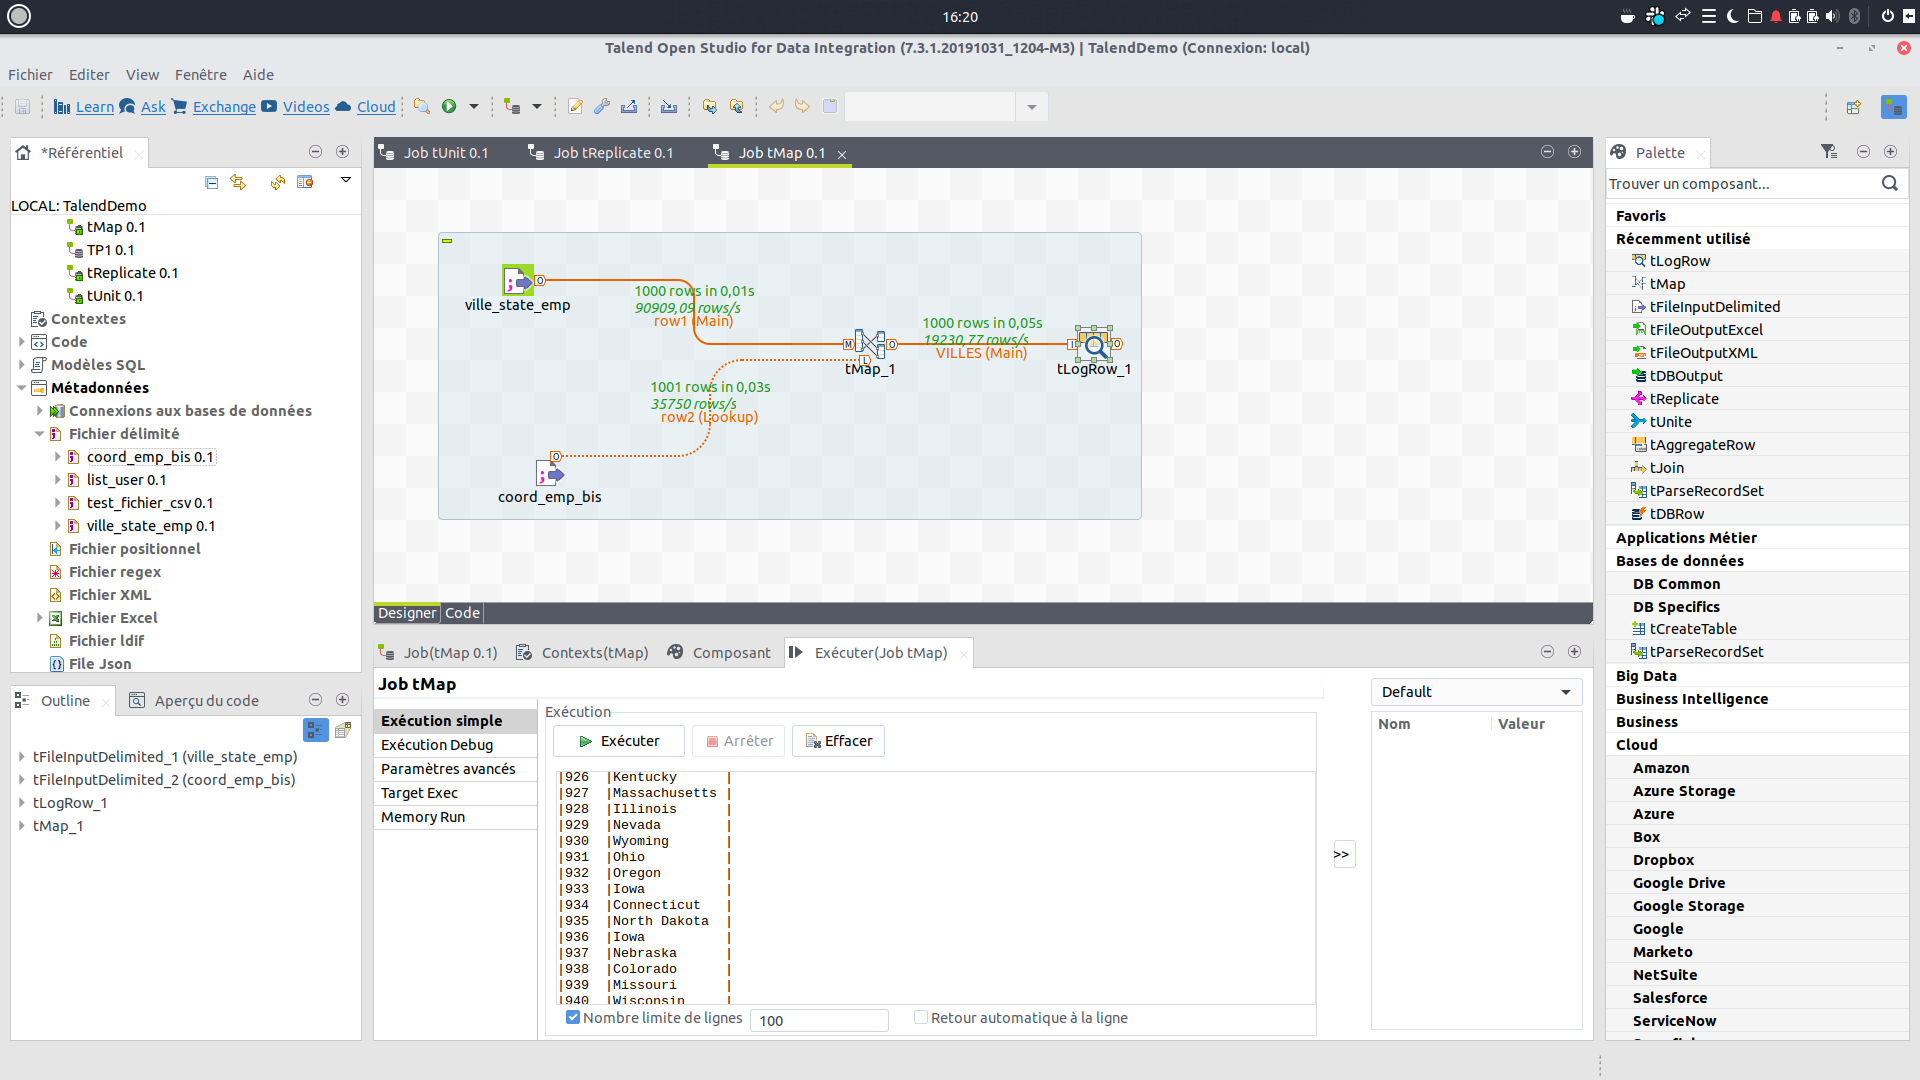 16:20
Talend Open Studio for Data Integration (7.3.1.20191031_1204-M3) | TalendDemo (Connexion: local)
Fichier Editer View Fenêtre Aide
Learn Ask Exchange Videos Cloud
*Référentiel
LOCAL: TalendDemo
tMap 0.1
TP1 0.1
tReplicate 0.1
tUnit 0.1
Contextes
Code
Modèles SQL
Métadonnées
Connexions aux bases de données
Fichier délimité
coord_emp_bis 0.1
list_user 0.1
test_fichier_csv 0.1
ville_state_emp 0.1
Fichier positionnel
Fichier regex
Fichier XML
Fichier Excel
Fichier ldif
File Json
Outline Aperçu du code
tFileInputDelimited_1 (ville_state_emp)
tFileInputDelimited_2 (coord_emp_bis)
tLogRow_1
tMap_1
Job tUnit 0.1 Job tReplicate 0.1 Job tMap 0.1
ville_state_emp
1000 rows in 0,01s
90909,09 rows/s
row1 (Main)
tMap_1
1000 rows in 0,05s
19230,77 rows/s
VILLES (Main)
tLogRow_1
1001 rows in 0,03s
35750 rows/s
row2 (Lookup)
coord_emp_bis
Designer Code
Job(tMap 0.1) Contexts(tMap) Composant Exécuter(Job tMap)
Job tMap
Exécution simple
Exécution Debug
Paramètres avancés
Target Exec
Memory Run
Exécution
Exécuter Arrêter Effacer
|926 |Kentucky |
|927 |Massachusetts |
|928 |Illinois |
|929 |Nevada |
|930 |Wyoming |
|931 |Ohio |
|932 |Oregon |
|933 |Iowa |
|934 |Connecticut |
|935 |North Dakota |
|936 |Iowa |
|937 |Nebraska |
|938 |Colorado |
|939 |Missouri |
|940 |Wisconsin |
Nombre limite de lignes 100 Retour automatique à la ligne
>>
Default
Nom Valeur
Palette
Trouver un composant...
Favoris
Récemment utilisé
tLogRow
tMap
tFileInputDelimited
tFileOutputExcel
tFileOutputXML
tDBOutput
tReplicate
tUnite
tAggregateRow
tJoin
tParseRecordSet
tDBRow
Applications Métier
Bases de données
DB Common
DB Specifics
tCreateTable
tParseRecordSet
Big Data
Business Intelligence
Business
Cloud
Amazon
Azure Storage
Azure
Box
Dropbox
Google Drive
Google Storage
Google
Marketo
NetSuite
Salesforce
ServiceNow